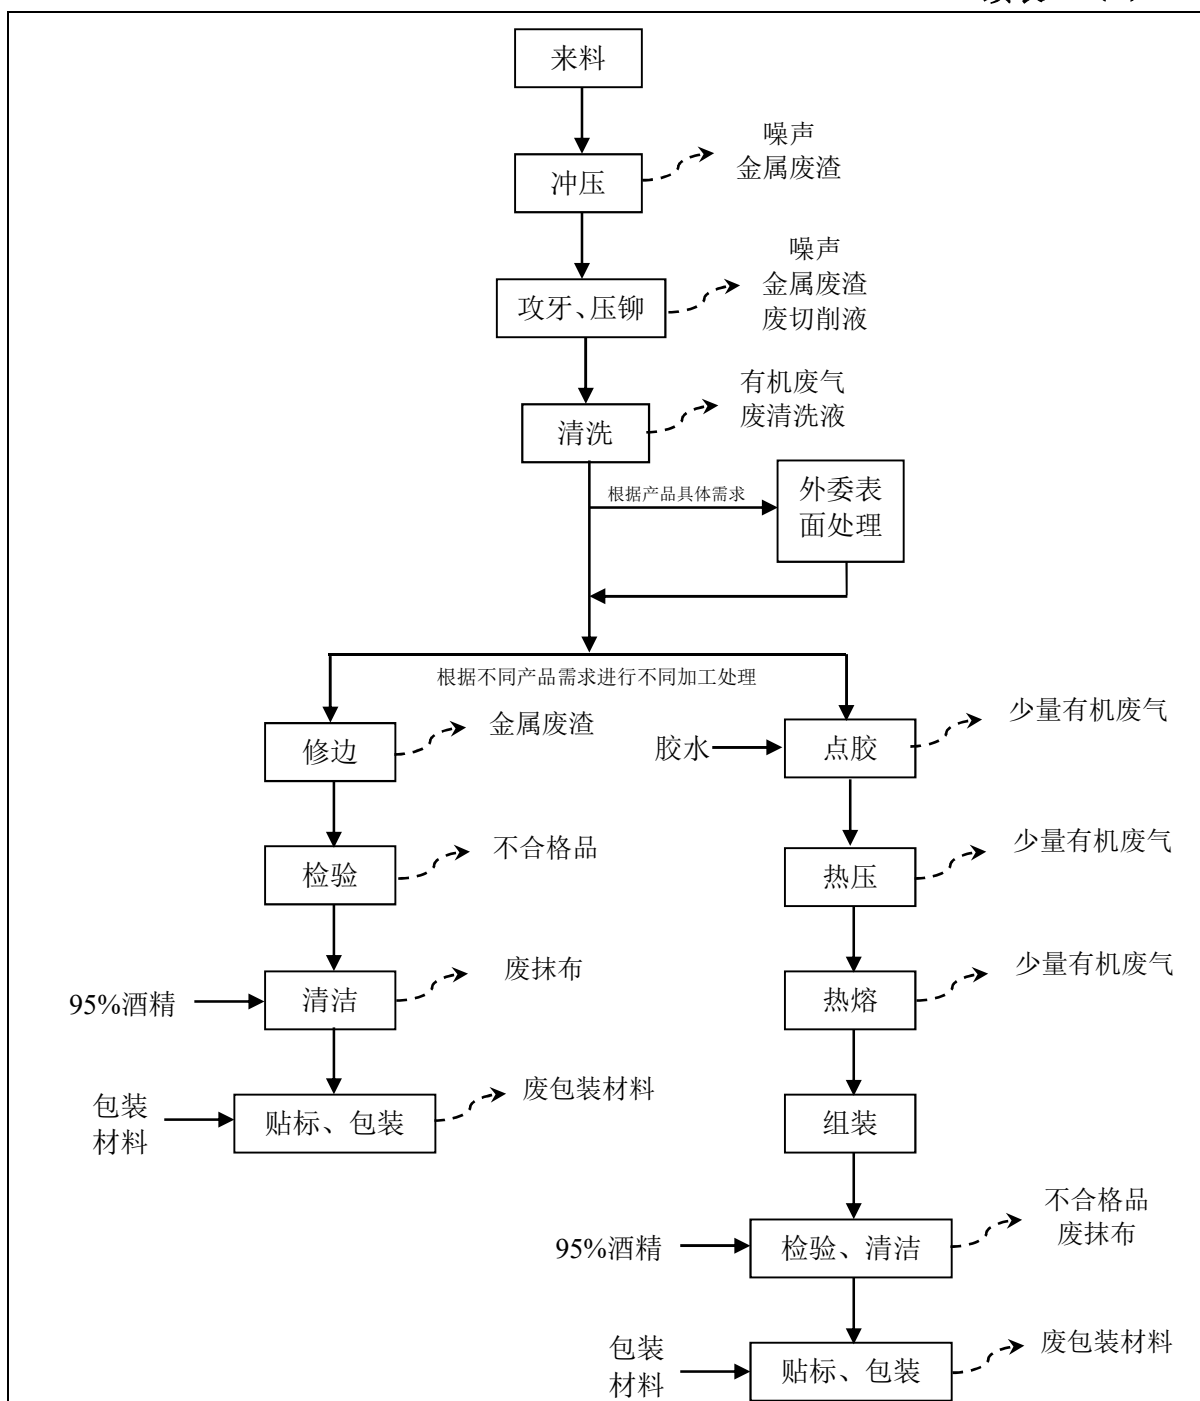 来料
噪声
金属废渣
冲压
噪声
金属废渣
废切削液
攻牙、压铆
有机废气
废清洗液
清洗
根据产品具体需求
外委表
面处理
根据不同产品需求进行不同加工处理
金属废渣
修边
不合格品
检验
废抹布
95%酒精
清洁
废包装材料
包装
材料
贴标、包装
少量有机废气
胶水
点胶
少量有机废气
热压
少量有机废气
热熔
组装
不合格品
废抹布
95%酒精
检验、清洁
废包装材料
包装
材料
贴标、包装